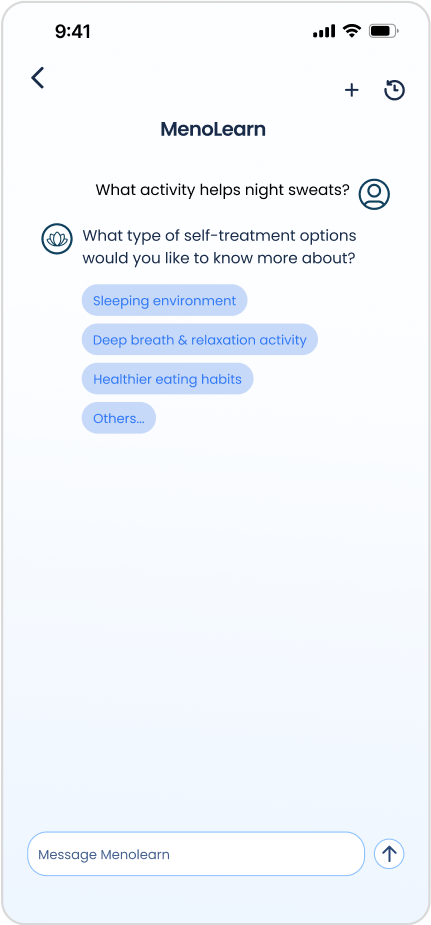 9:41
MenoLearn
What activity helps night sweats?
What type of self-treatment options
would you like to know more about?
Sleeping environment
Deep breath & relaxation activity
Healthier eating habits
Others...
Message Menolearn